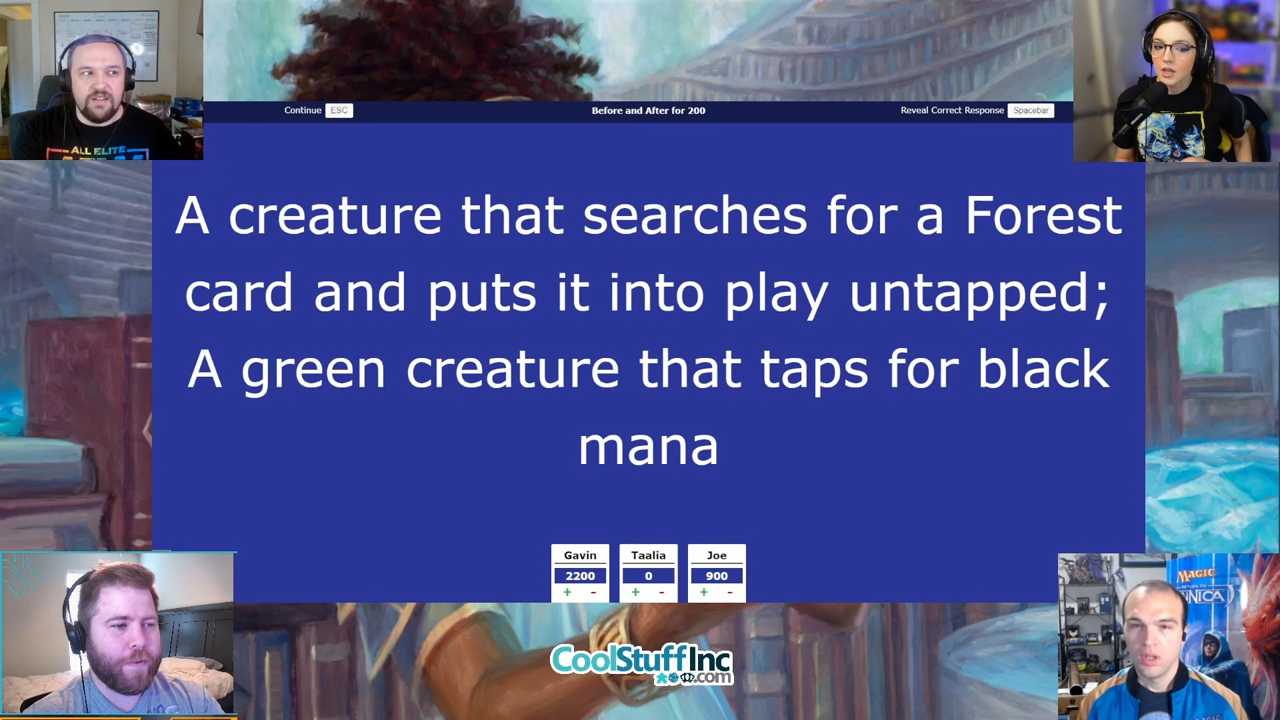 Continue ESC
Before and After for 200
Reveal Correct Response Spacebar
ALL ELITE
A creature that searches for a Forest
card and puts it into play untapped;
A green creature that taps for black
mana
Gavin Taalia Joe
2200 0 900
+ - + - + -
MAGIC
RETURN TO
CoolStuffInc
.com